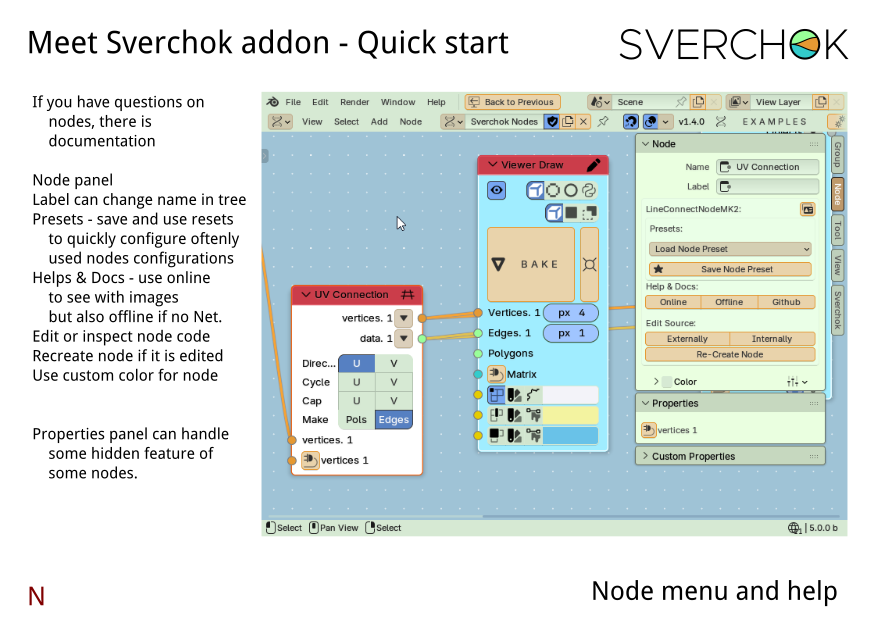 Meet Sverchok addon - Quick start
SVERCHOK
If you have questions on
nodes, there is
documentation
Node panel
Label can change name in tree
Presets - save and use resets
to quickly configure oftenly
used nodes configurations
Helps & Docs - use online
to see with images
but also offline if no Net.
Edit or inspect node code
Recreate node if it is edited
Use custom color for node
Properties panel can handle
some hidden feature of
some nodes.
File Edit Render Window Help Back to Previous Scene View Layer
View Select Add Node Sverchok Nodes v1.4.0 EXAMPLES
Viewer Draw
BAKE
Vertices. 1 px 4
Edges. 1 px 1
Polygons
Matrix
UV Connection
vertices. 1
data. 1
Direc... U V
Cycle U V
Cap U V
Make Pols Edges
vertices. 1
vertices 1
Node
Name UV Connection
Label
LineConnectNodeMK2:
Presets:
Load Node Preset
Save Node Preset
Help & Docs:
Online Offline Github
Edit Source:
Externally Internally
Re-Create Node
Color
Properties
vertices 1
Custom Properties
Group
Node
Tool
View
Sverchok
Select Pan View Select 5.0.0 b
N
Node menu and help